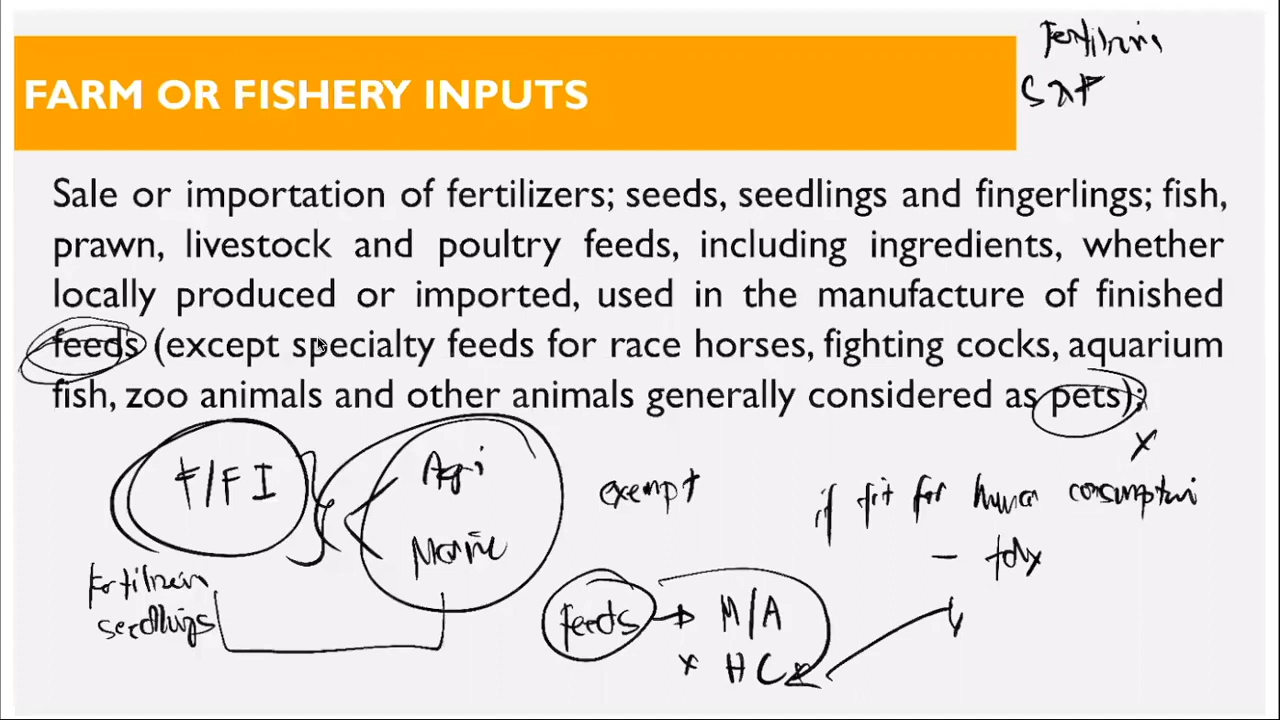 FARM OR FISHERY INPUTS
Sale or importation of fertilizers; seeds, seedlings and fingerlings; fish,
prawn, livestock and poultry feeds, including ingredients, whether
locally produced or imported, used in the manufacture of finished
feeds (except specialty feeds for race horses, fighting cocks, aquarium
fish, zoo animals and other animals generally considered as pets);
x
F/FI
Agri
exempt
if fit for human
Marine
seedlings
feeds
M/A
x HC